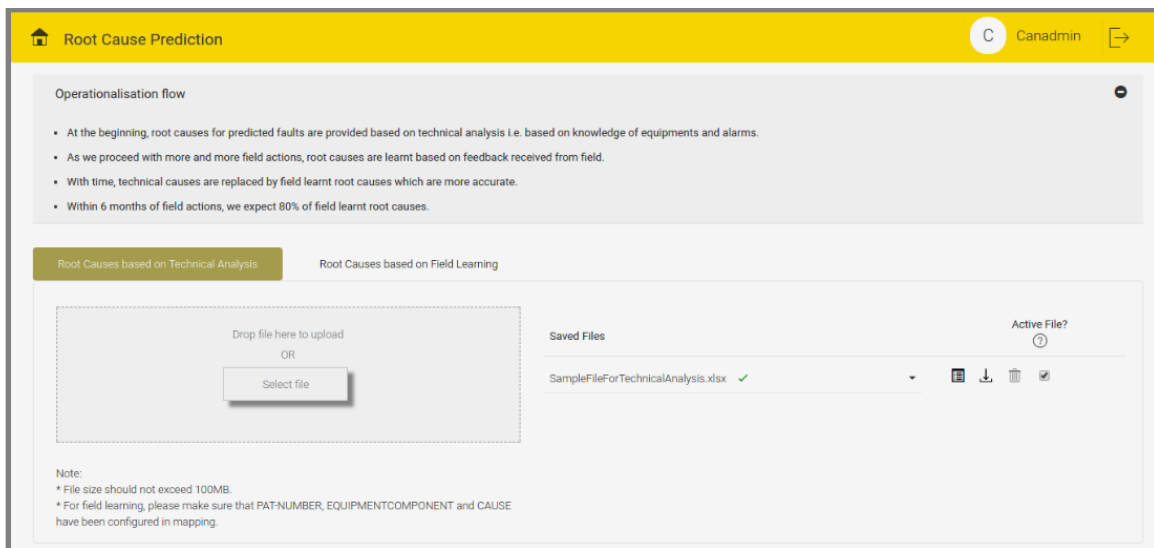 Root Cause Prediction
C Canadmin
Operationalisation flow
• At the beginning, root causes for predicted faults are provided based on technical analysis i.e. based on knowledge of equipments and alarms.
• As we proceed with more and more field actions, root causes are learnt based on feedback received from field.
• With time, technical causes are replaced by field learnt root causes which are more accurate.
• Within 6 months of field actions, we expect 80% of field learnt root causes.
Root Causes based on Technical Analysis
Root Causes based on Field Learning
Drop file here to upload
OR
Select file
Saved Files
Active File?
?
SampleFileForTechnicalAnalysis.xlsx
Note:
* File size should not exceed 100MB.
* For field learning, please make sure that PAT-NUMBER, EQUIPMENTCOMPONENT and CAUSE
have been configured in mapping.